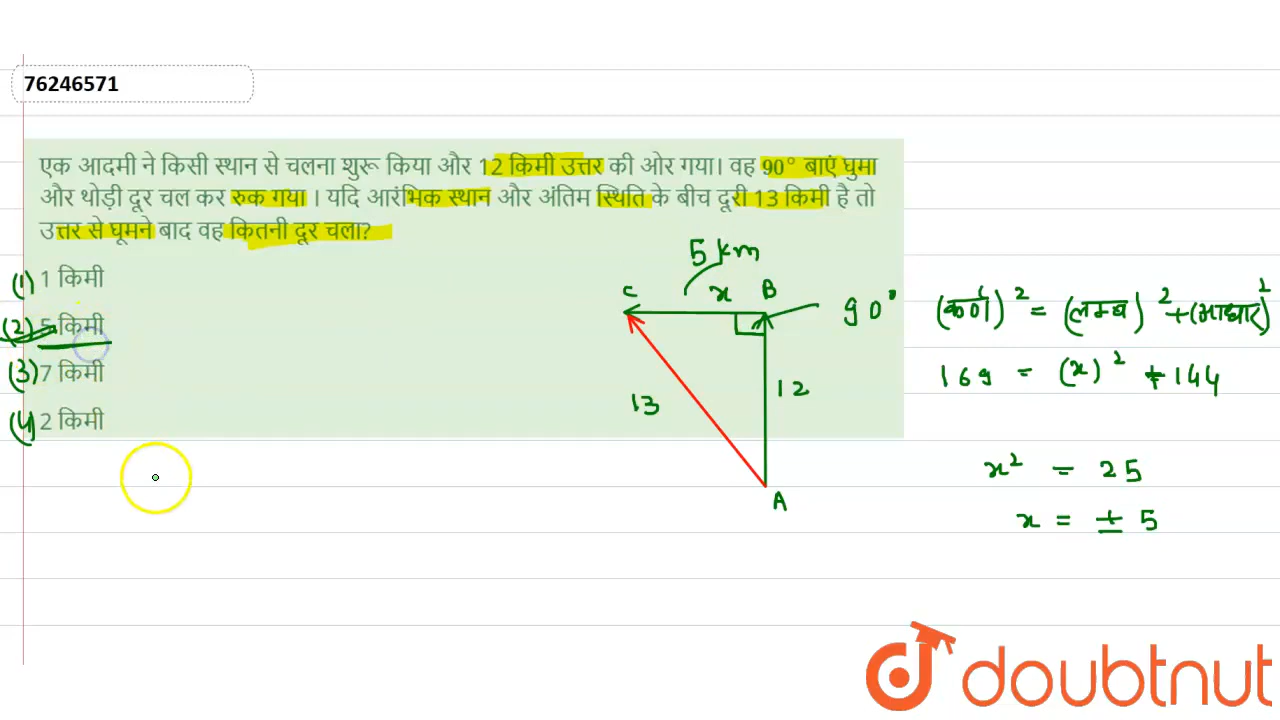 76246571
एक आदमी ने किसी स्थान से चलना शुरू किया और 12 किमी उत्तर की ओर गया। वह 90° बाएं घुमा
और थोड़ी दूर चल कर रुक गया । यदि आरंभिक स्थान और अंतिम स्थिति के बीच दूरी 13 किमी है तो
उत्तर से घूमने बाद वह कितनी दूर चला?
(1) 1 किमी
(2) 5 किमी
(3) 7 किमी
(4) 2 किमी
5 km
C x B
90°
13
12
A
(कर्ण)² = (लम्ब)² + (आधार)²
169 = (x)² + 144
x² = 25
x = ± 5
doubtnut